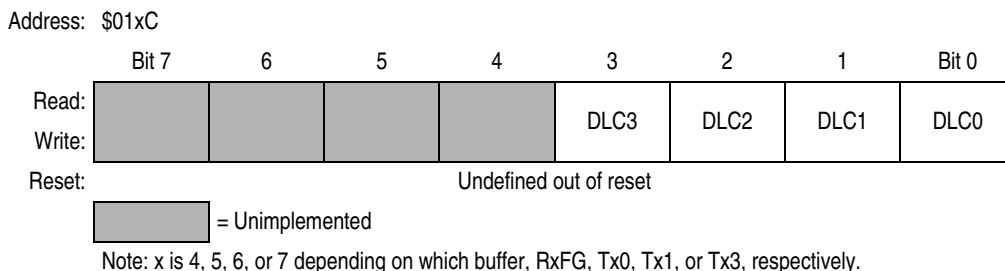 Address: $01xC
Bit 7 6 5 4 3 2 1 Bit 0
Read:
DLC3 DLC2 DLC1 DLC0
Write:
Reset: Undefined out of reset
= Unimplemented
Note: x is 4, 5, 6, or 7 depending on which buffer, RxFG, Tx0, Tx1, or Tx3, respectively.